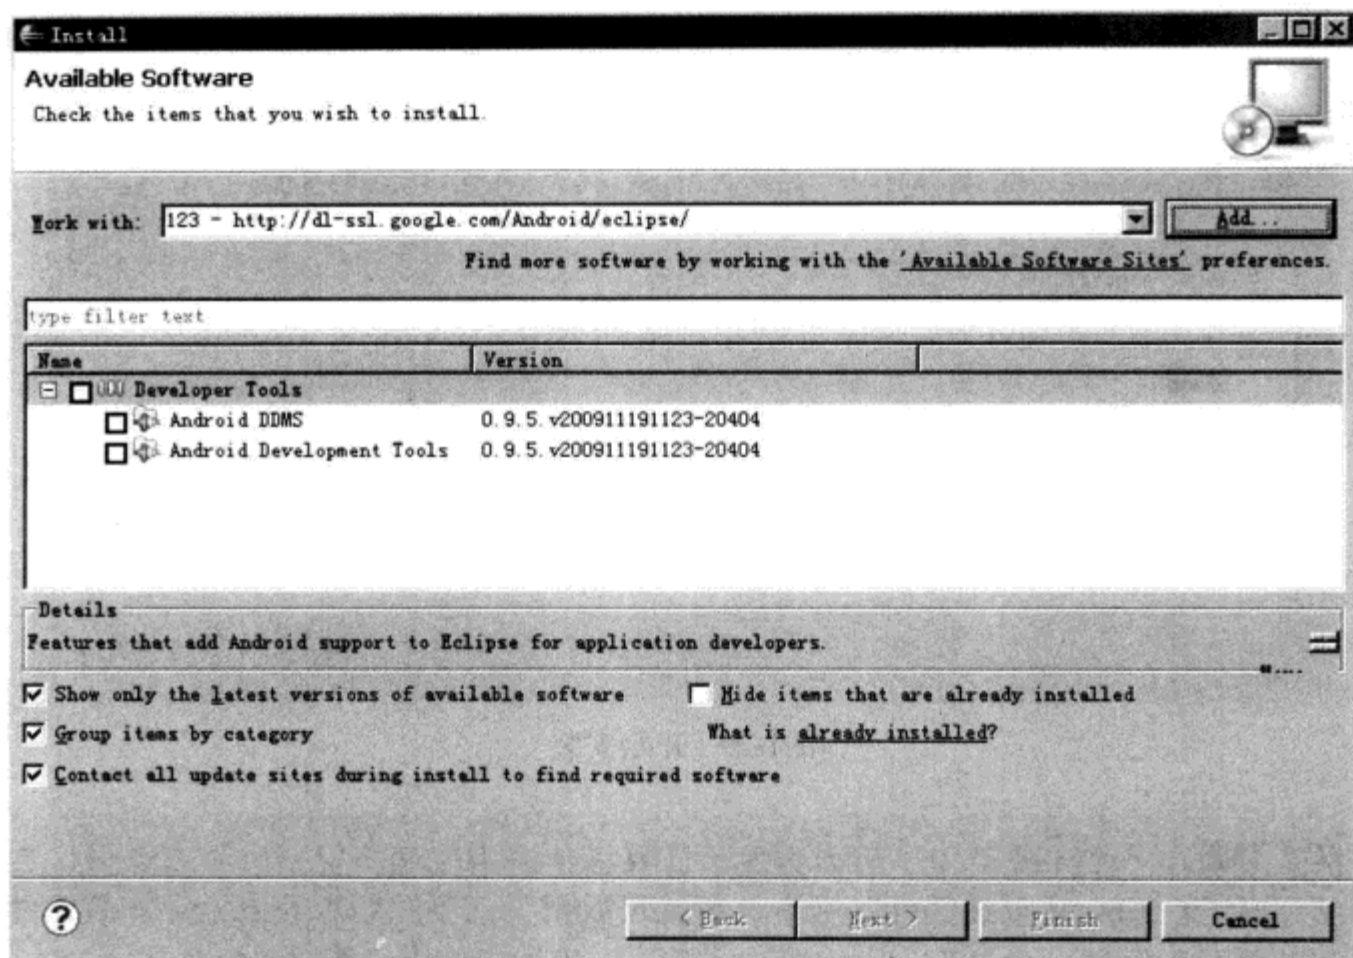 Install
Available Software
Check the items that you wish to install.
Work with: 123 - http://dl-ssl.google.com/Android/eclipse/ Add...
Find more software by working with the 'Available Software Sites' preferences.
type filter text
Name Version
Developer Tools
Android DDMS 0.9.5.v200911191123-20404
Android Development Tools 0.9.5.v200911191123-20404
Details
Features that add Android support to Eclipse for application developers.
Show only the latest versions of available software Hide items that are already installed
Group items by category What is already installed?
Contact all update sites during install to find required software
? < Back Next > Finish Cancel